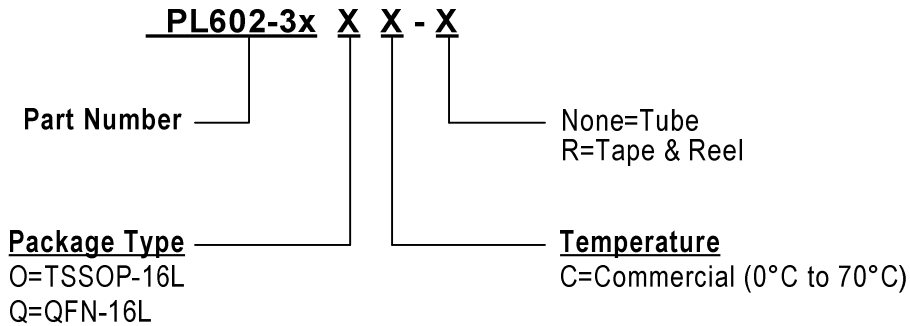 PL602-3x X X - X
Part Number
None=Tube
R=Tape & Reel
Package Type
O=TSSOP-16L
Q=QFN-16L
Temperature
C=Commercial (0°C to 70°C)